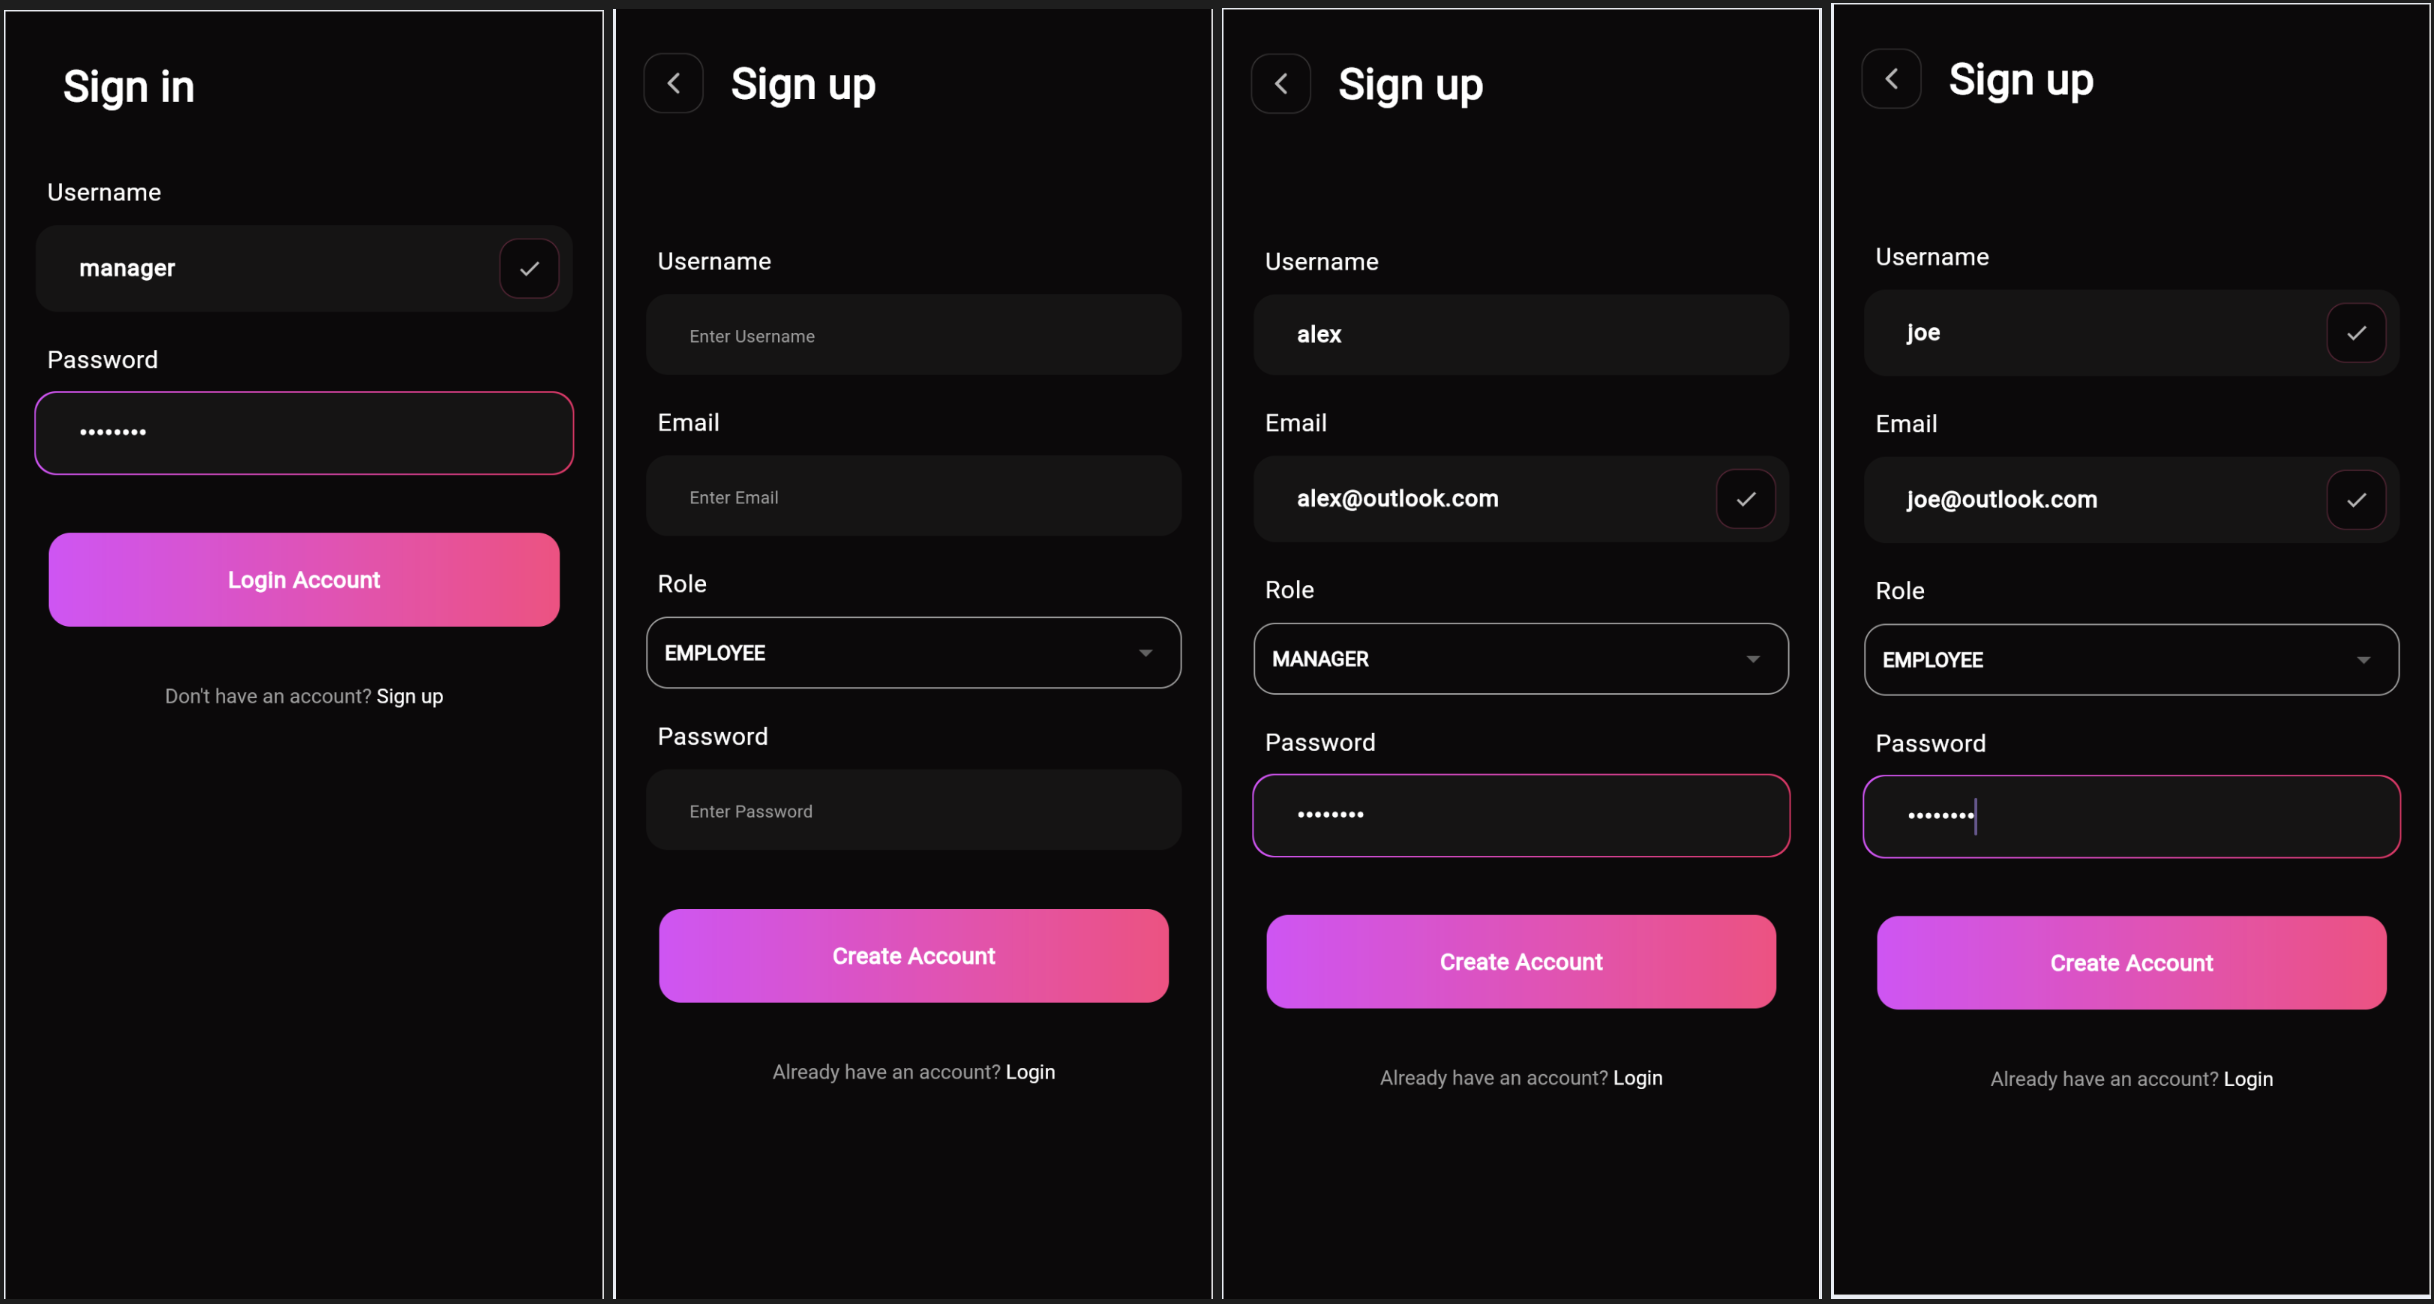 Sign in
Username
manager
Password
••••••••
Login Account
Don't have an account? Sign up
Sign up
Username
Enter Username
Email
Enter Email
Role
EMPLOYEE
Password
Enter Password
Create Account
Already have an account? Login
Sign up
Username
alex
Email
alex@outlook.com
Role
MANAGER
Password
••••••••
Create Account
Already have an account? Login
Sign up
Username
joe
Email
joe@outlook.com
Role
EMPLOYEE
Password
••••••••
Create Account
Already have an account? Login